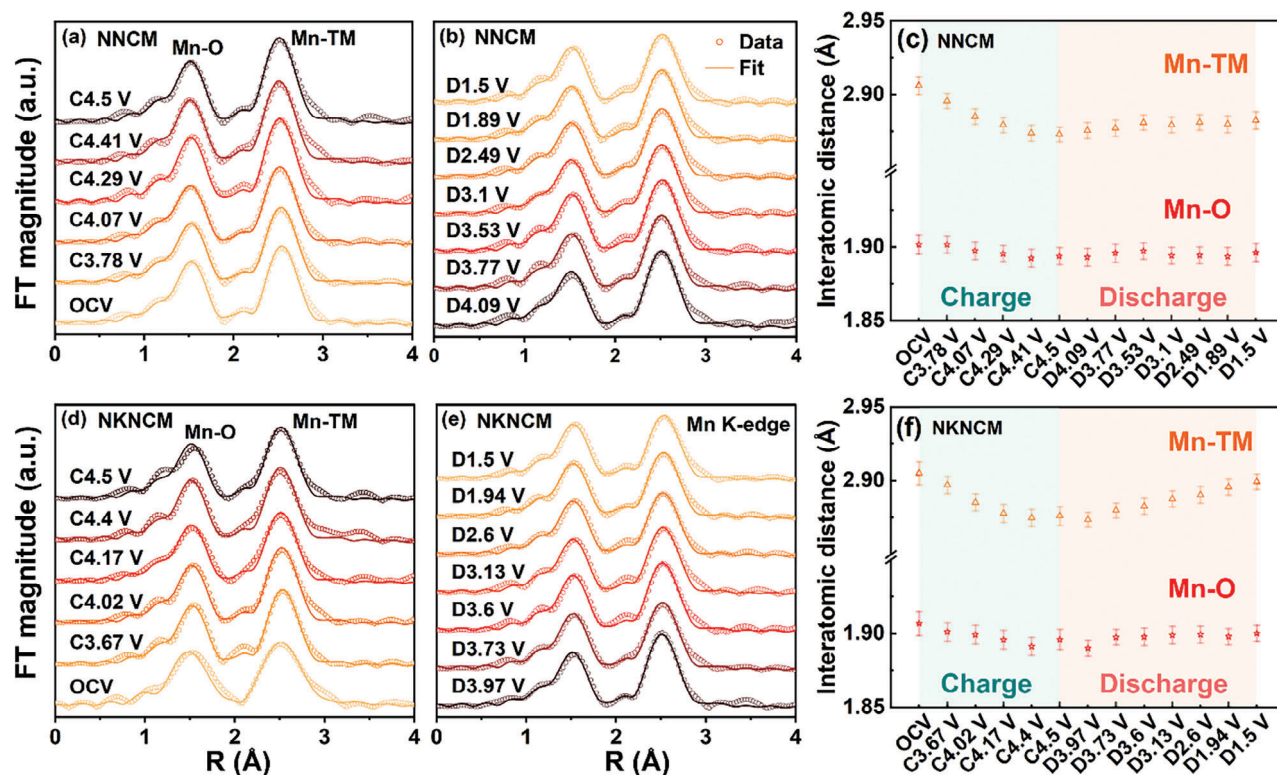 (a) NNCM
Mn-O
Mn-TM
C4.5 V
C4.41 V
C4.29 V
C4.07 V
C3.78 V
OCV
FT magnitude (a.u.)
0 1 2 3 4
(b) NNCM
Data
Fit
D1.5 V
D1.89 V
D2.49 V
D3.1 V
D3.53 V
D3.77 V
D4.09 V
0 1 2 3 4
(c) NNCM
Mn-TM
Mn-O
Charge
Discharge
Interatomic distance (Å)
2.95
2.90
1.90
1.85
OCV
C3.78 V
C4.07 V
C4.29 V
C4.41 V
C4.5 V
D4.09 V
D3.77 V
D3.53 V
D3.1 V
D2.49 V
D1.89 V
D1.5 V
(d) NKNCM
Mn-O
Mn-TM
C4.5 V
C4.4 V
C4.17 V
C4.02 V
C3.67 V
OCV
FT magnitude (a.u.)
0 1 2 3 4
R (Å)
(e) NKNCM
Mn K-edge
D1.5 V
D1.94 V
D2.6 V
D3.13 V
D3.6 V
D3.73 V
D3.97 V
0 1 2 3 4
R (Å)
(f) NKNCM
Mn-TM
Mn-O
Charge
Discharge
Interatomic distance (Å)
2.95
2.90
1.90
1.85
OCV
C3.67 V
C4.02 V
C4.17 V
C4.4 V
C4.5 V
D3.97 V
D3.73 V
D3.6 V
D3.13 V
D2.6 V
D1.94 V
D1.5 V